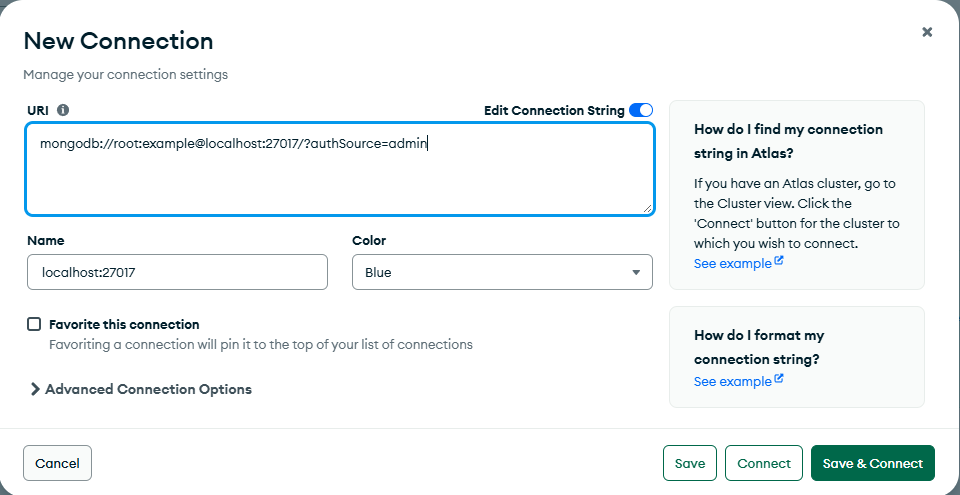 New Connection
Manage your connection settings
URI
Edit Connection String
mongodb://root:example@localhost:27017/?authSource=admin
Name
Color
localhost:27017
Blue
Favorite this connection
Favoriting a connection will pin it to the top of your list of connections
Advanced Connection Options
How do I find my connection
string in Atlas?
If you have an Atlas cluster, go to
the Cluster view. Click the
'Connect' button for the cluster to
which you wish to connect.
See example
How do I format my
connection string?
See example
Cancel
Save
Connect
Save & Connect